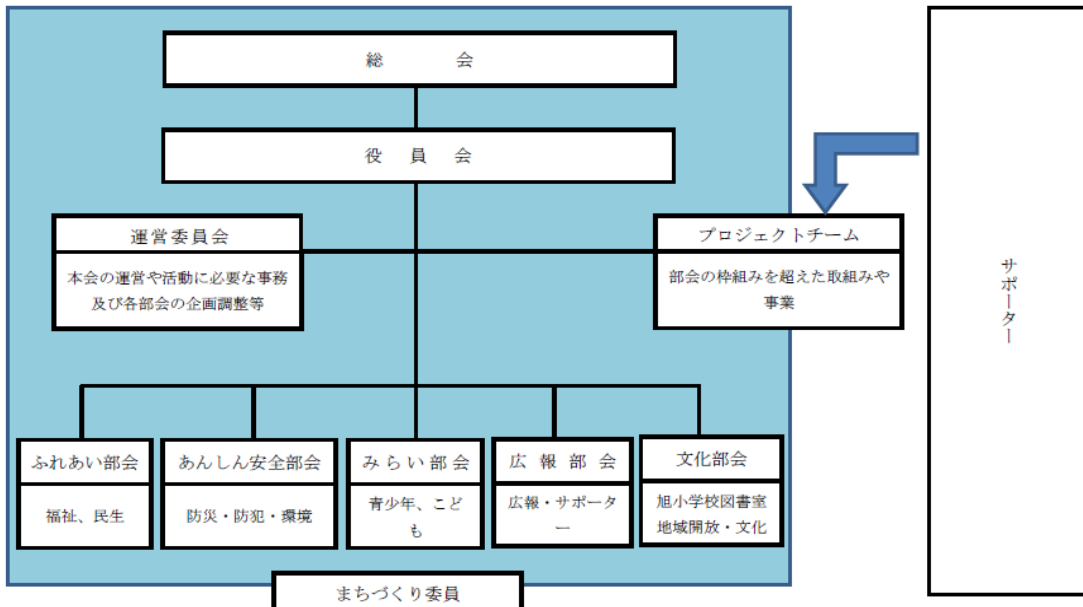 総会
役員会
運営委員会
本会の運営や活動に必要な事務
及び各部会の企画調整等
プロジェクトチーム
部会の枠組みを超えた取組みや
事業
サポーター
ふれあい部会
福祉、民生
あんしん安全部会
防災・防犯・環境
みらい部会
青少年、こど
も
広報部会
広報・サポータ
ー
文化部会
旭小学校図書室
地域開放・文化
まちづくり委員